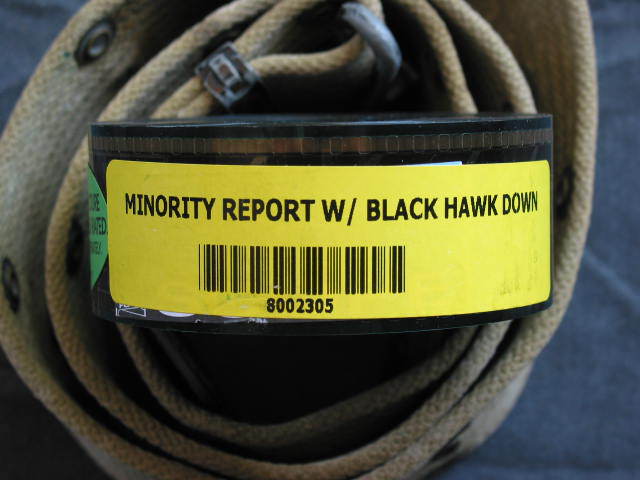 MINORITY REPORT W/ BLACK HAWK DOWN
8002305